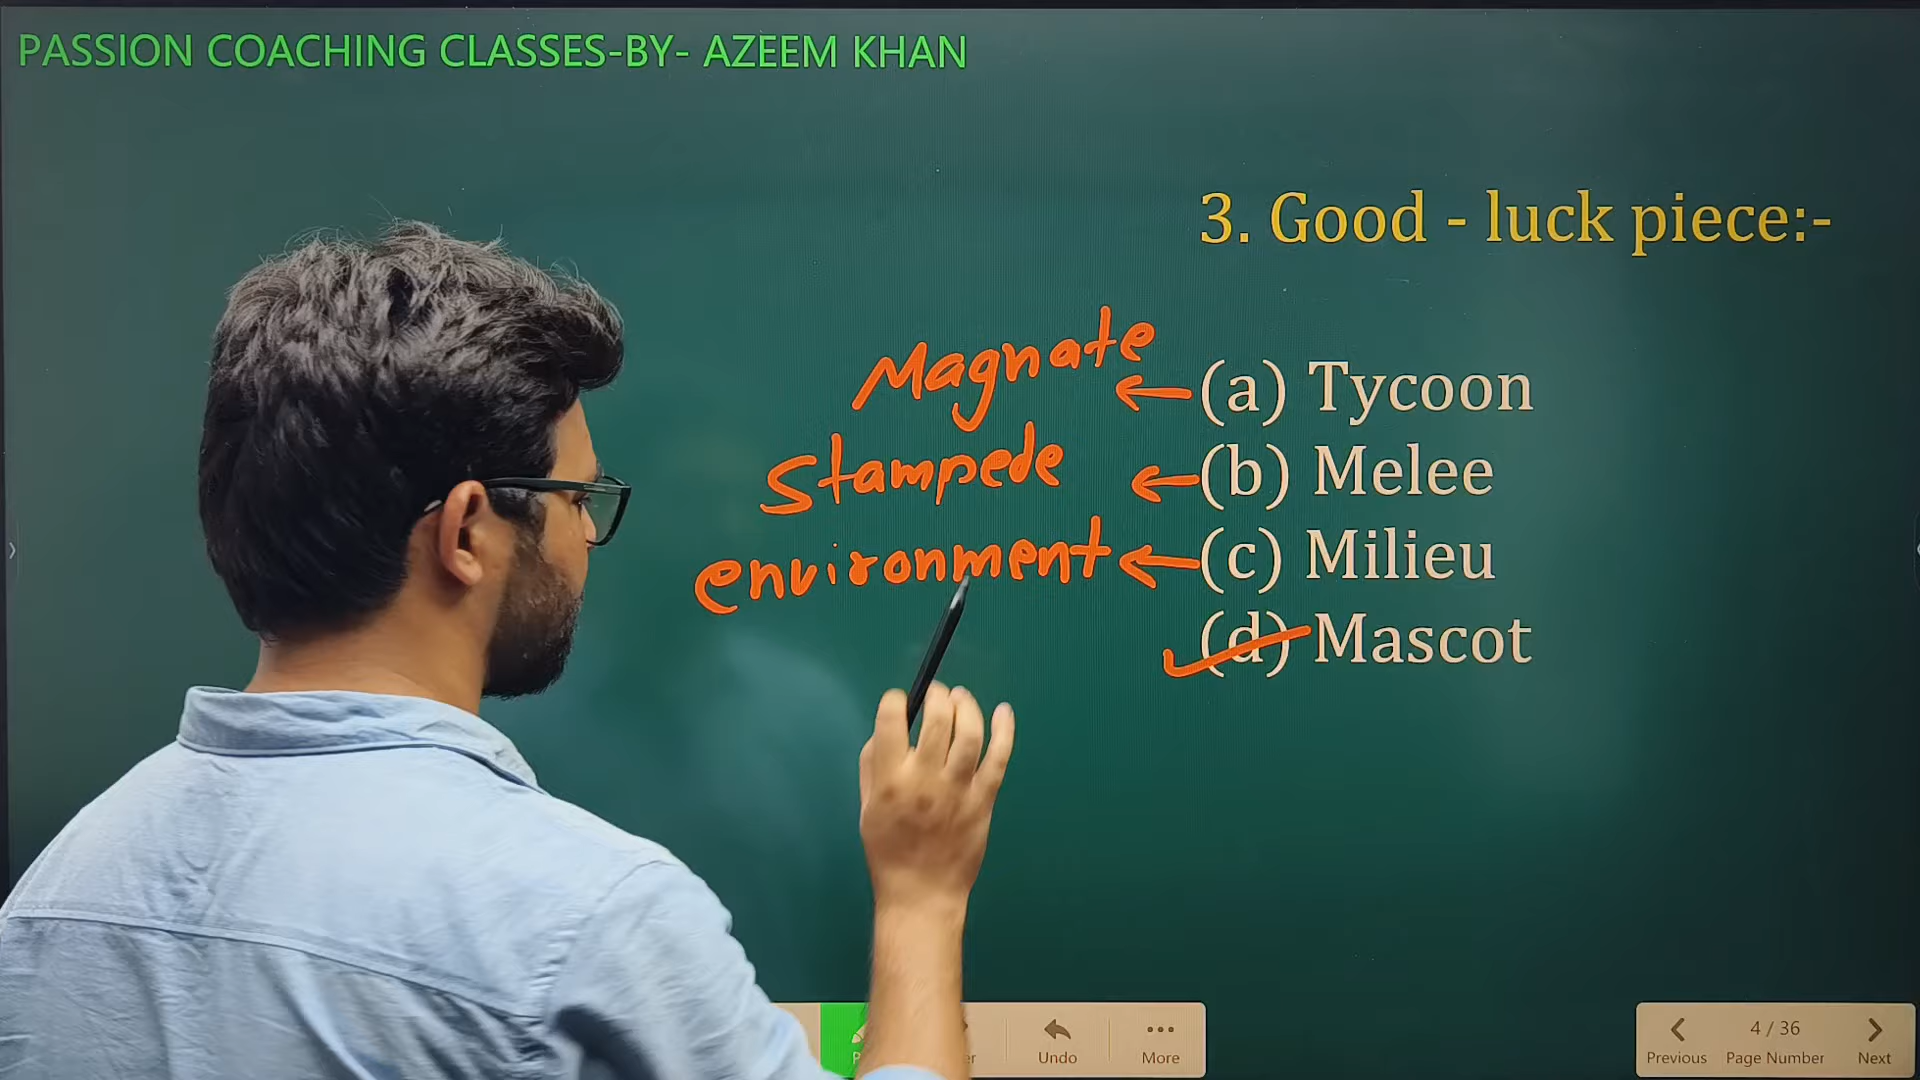 PASSION COACHING CLASSES-BY- AZEEM KHAN
3. Good - luck piece:-
Magnate ← (a) Tycoon
Stampede ← (b) Melee
environment ← (c) Milieu
(d) Mascot
Undo
More
Previous
4 / 36
Page Number
Next